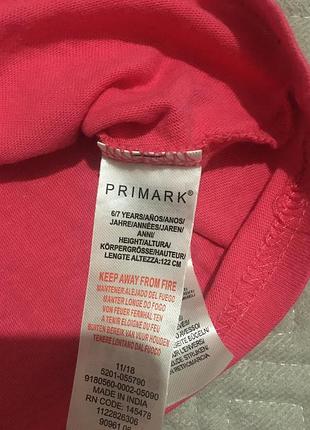 PRIMARK®
6/7 YEARS/AÑOS/ANOS/
JAHRE/ANNÉES/JAREN/
ANNI/
HEIGHT/ALTURA/
KÖRPERGRÖSSE/HAUTEUR/
LENGTE ALTEZZA:122 CM
KEEP AWAY FROM FIRE
MANTENER ALEJADO DEL FUEGO
MANTER LONGE DO FOGO
VON FEUER FERNHALTEN
À TENIR ÉLOIGNÉ DU FEU
BUITEN BEREIK VAN VUUR HOUDEN
TENERE LONTANO DAL FUOCO
11/18
5201-055790
9180560-0002-05090
MADE IN INDIA
RN CODE: 145478
1122826306
90961 06